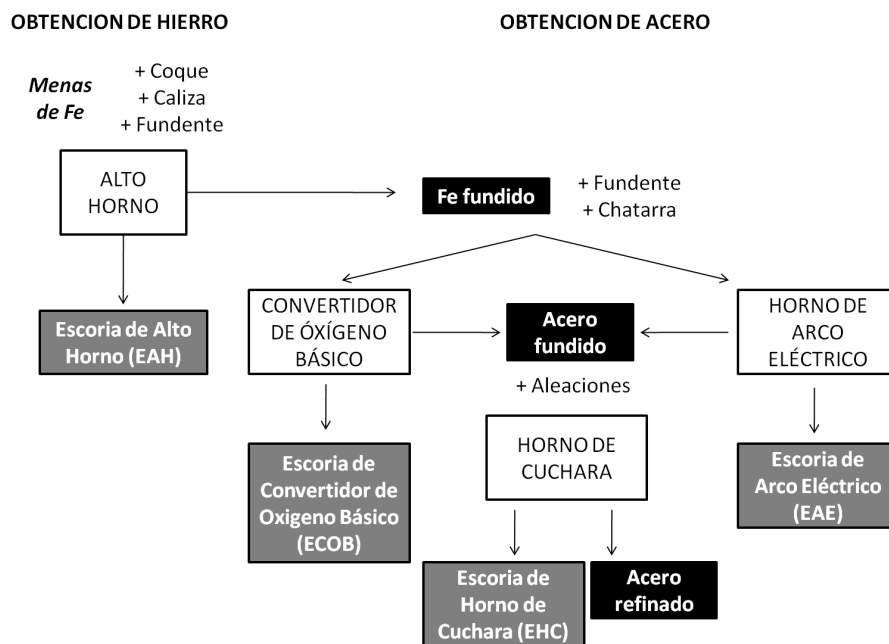 OBTENCION DE HIERRO
OBTENCION DE ACERO
Menas
de Fe
+ Coque
+ Caliza
+ Fundente
ALTO
HORNO
Fe fundido
+ Fundente
+ Chatarra
Escoria de Alto
Horno (EAH)
CONVERTIDOR
DE ÓXÍGENO
BÁSICO
Acero
fundido
HORNO DE
ARCO
ELÉCTRICO
+ Aleaciones
HORNO DE
CUCHARA
Escoria de
Convertidor de
Oxigeno Básico
(ECOB)
Escoria de
Arco Eléctrico
(EAE)
Escoria de
Horno de
Cuchara (EHC)
Acero
refinado